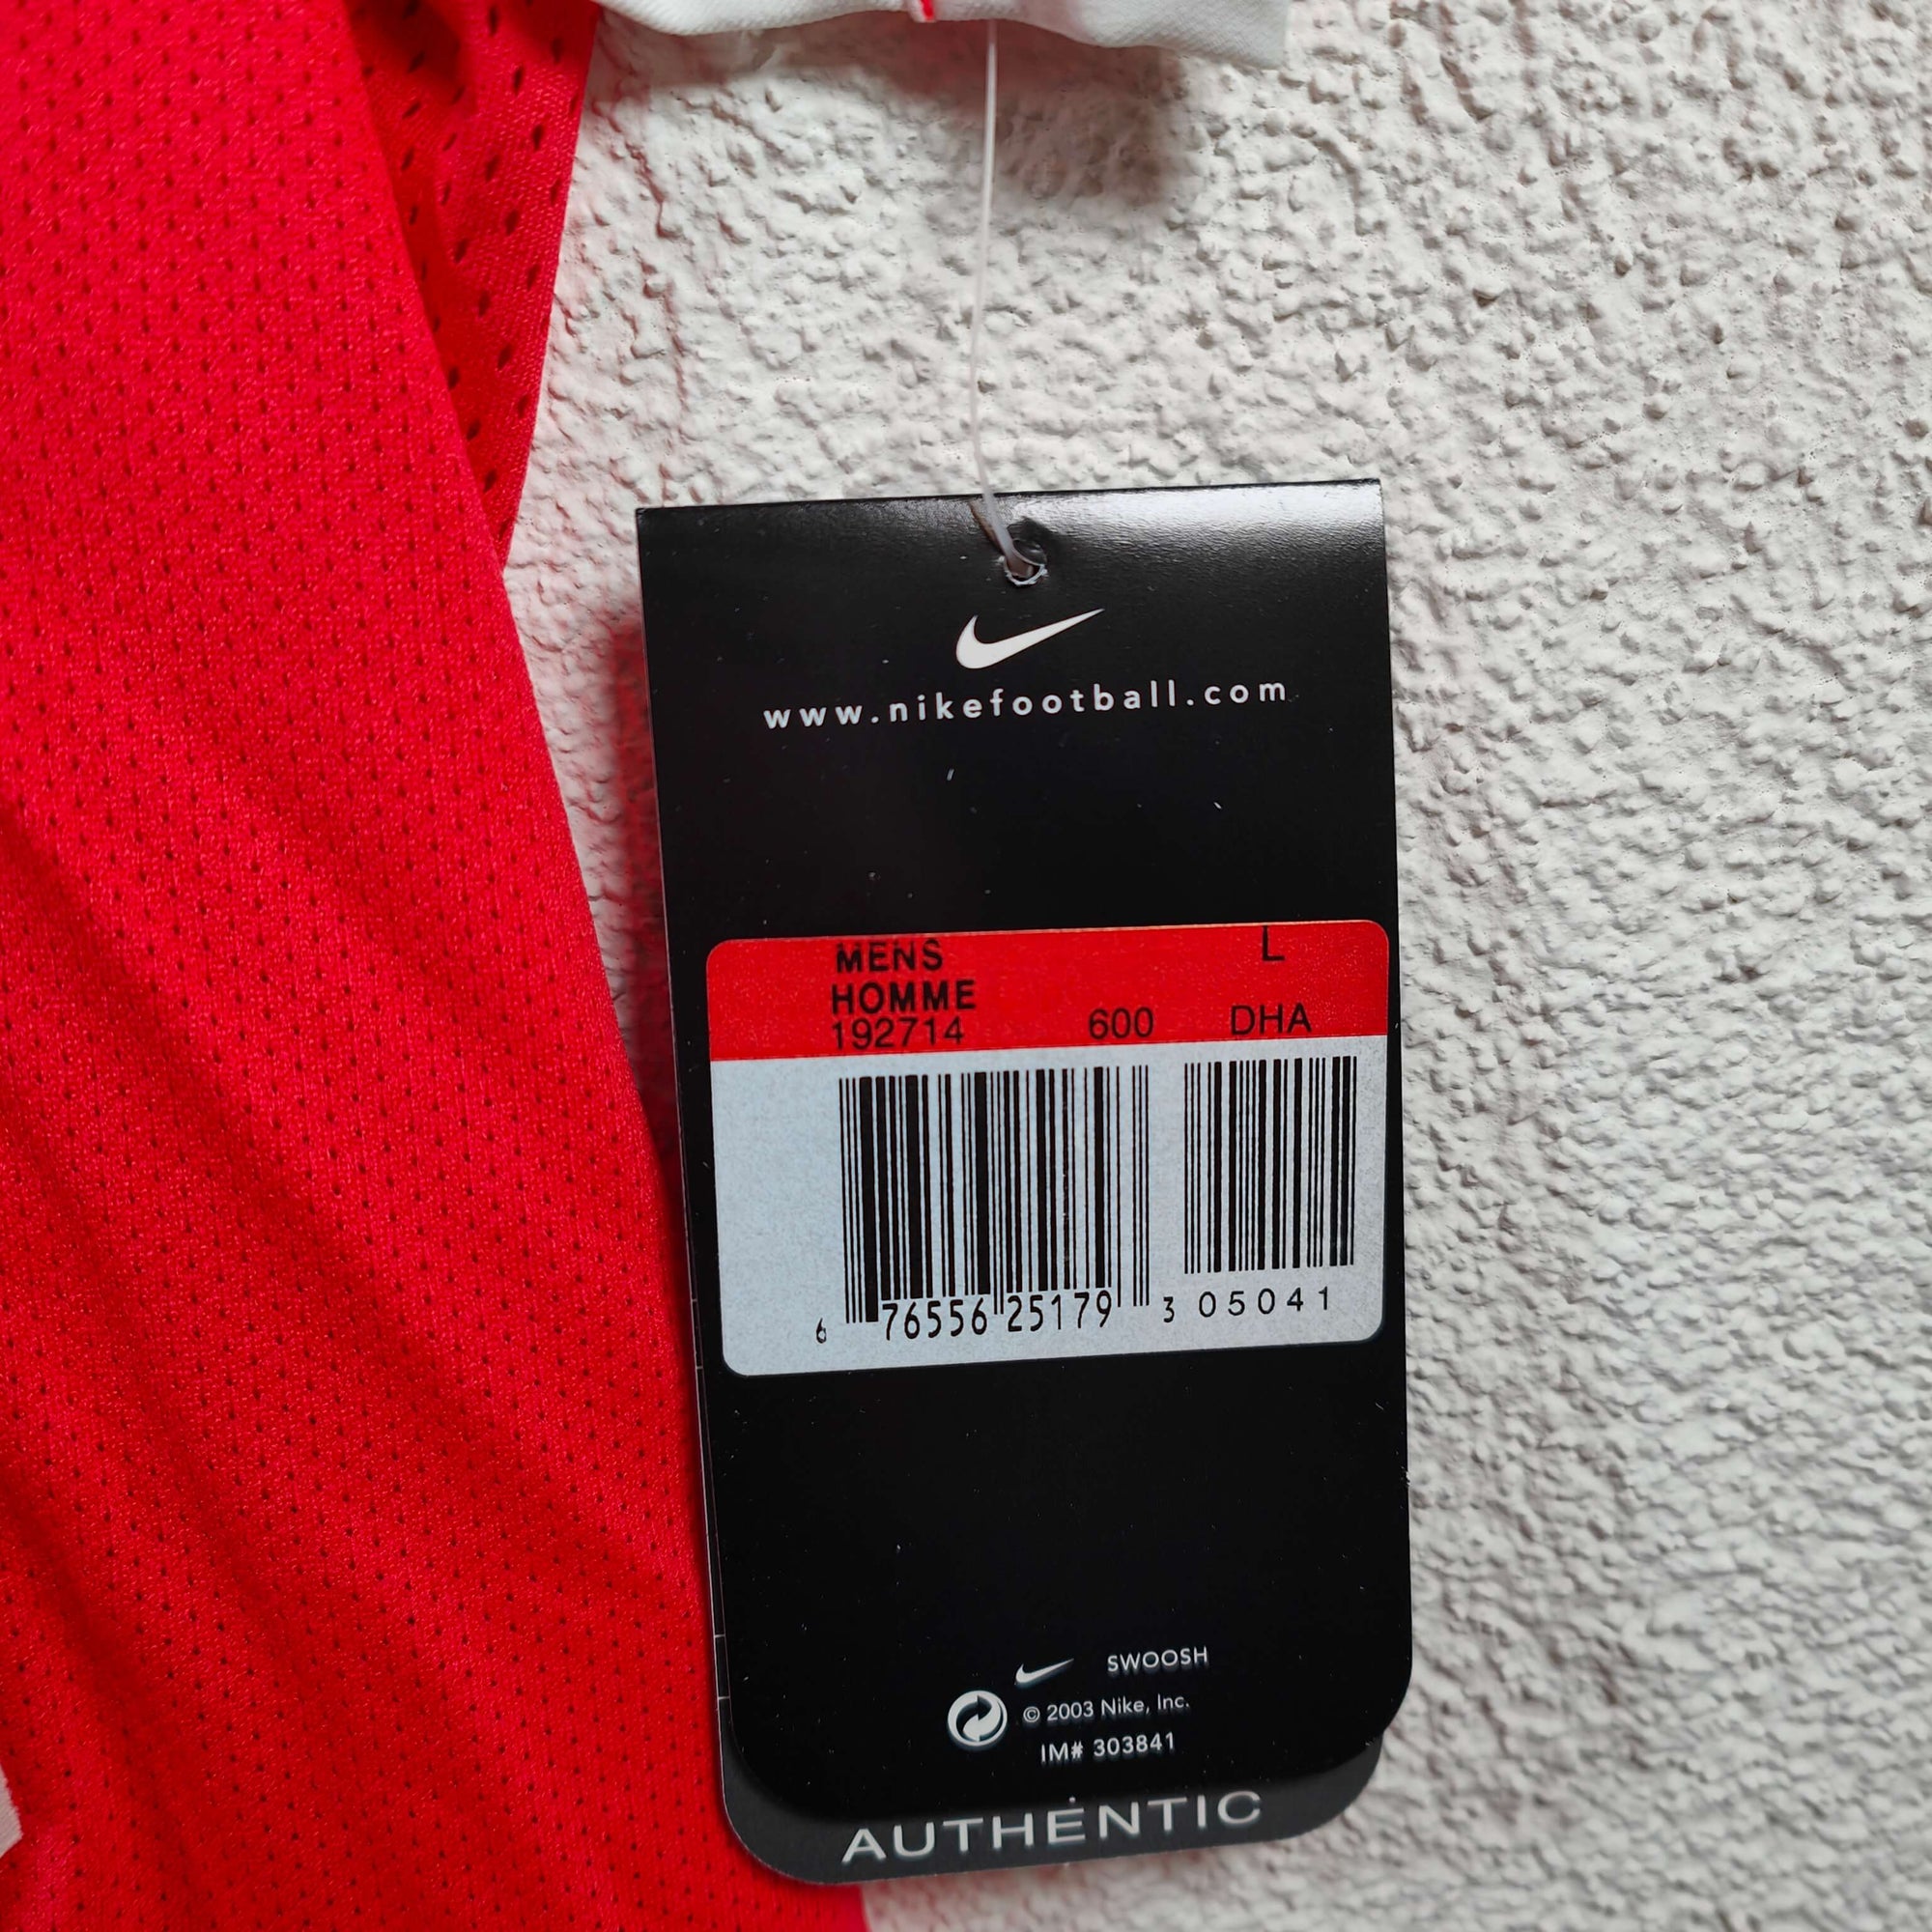 www.nikefootball.com
MENS L
HOMME
192714 600 DHA
6 76556 25179 3 05041
SWOOSH
© 2003 Nike, Inc.
IM# 303841
AUTHENTIC